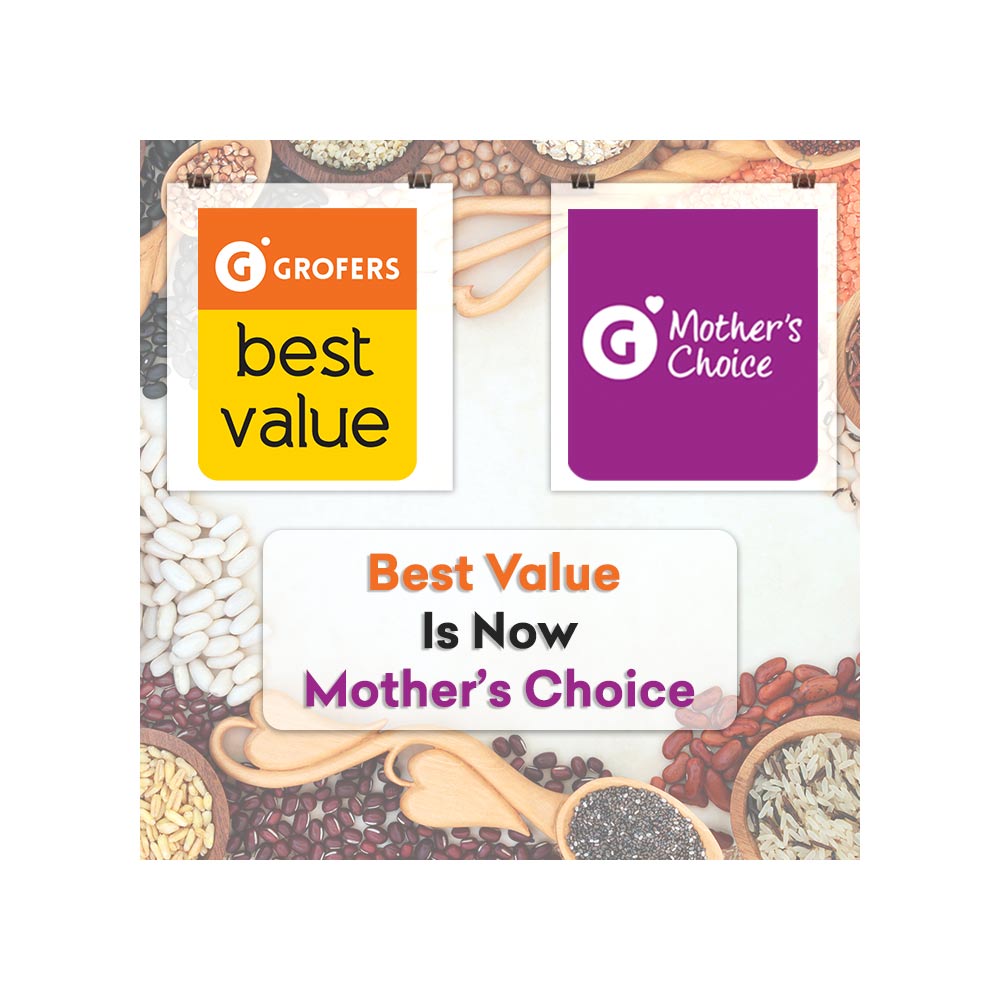 G GROFERS
best
value
G Mother's
Choice
Best Value
Is Now
Mother's Choice